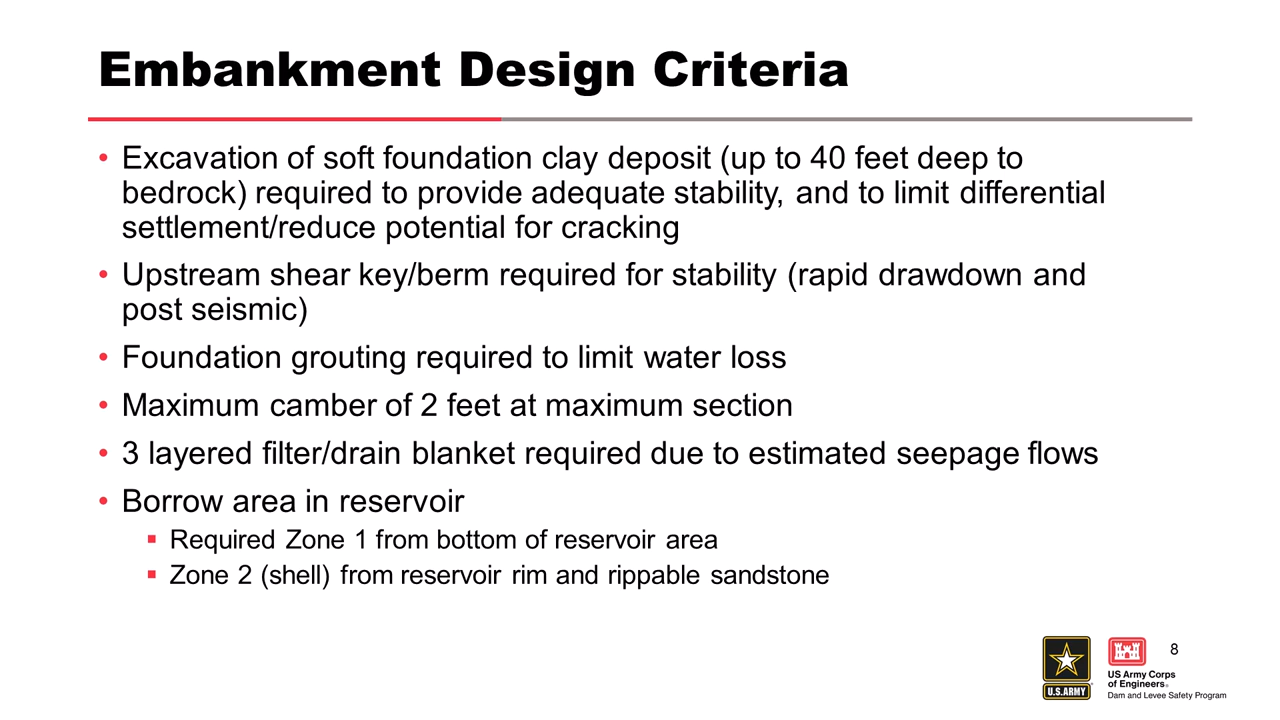 Embankment Design Criteria
• Excavation of soft foundation clay deposit (up to 40 feet deep to
bedrock) required to provide adequate stability, and to limit differential
settlement/reduce potential for cracking
• Upstream shear key/berm required for stability (rapid drawdown and
post seismic)
• Foundation grouting required to limit water loss
• Maximum camber of 2 feet at maximum section
• 3 layered filter/drain blanket required due to estimated seepage flows
• Borrow area in reservoir
▪ Required Zone 1 from bottom of reservoir area
▪ Zone 2 (shell) from reservoir rim and rippable sandstone
8
U.S.ARMY
US Army Corps
of Engineers®
Dam and Levee Safety Program